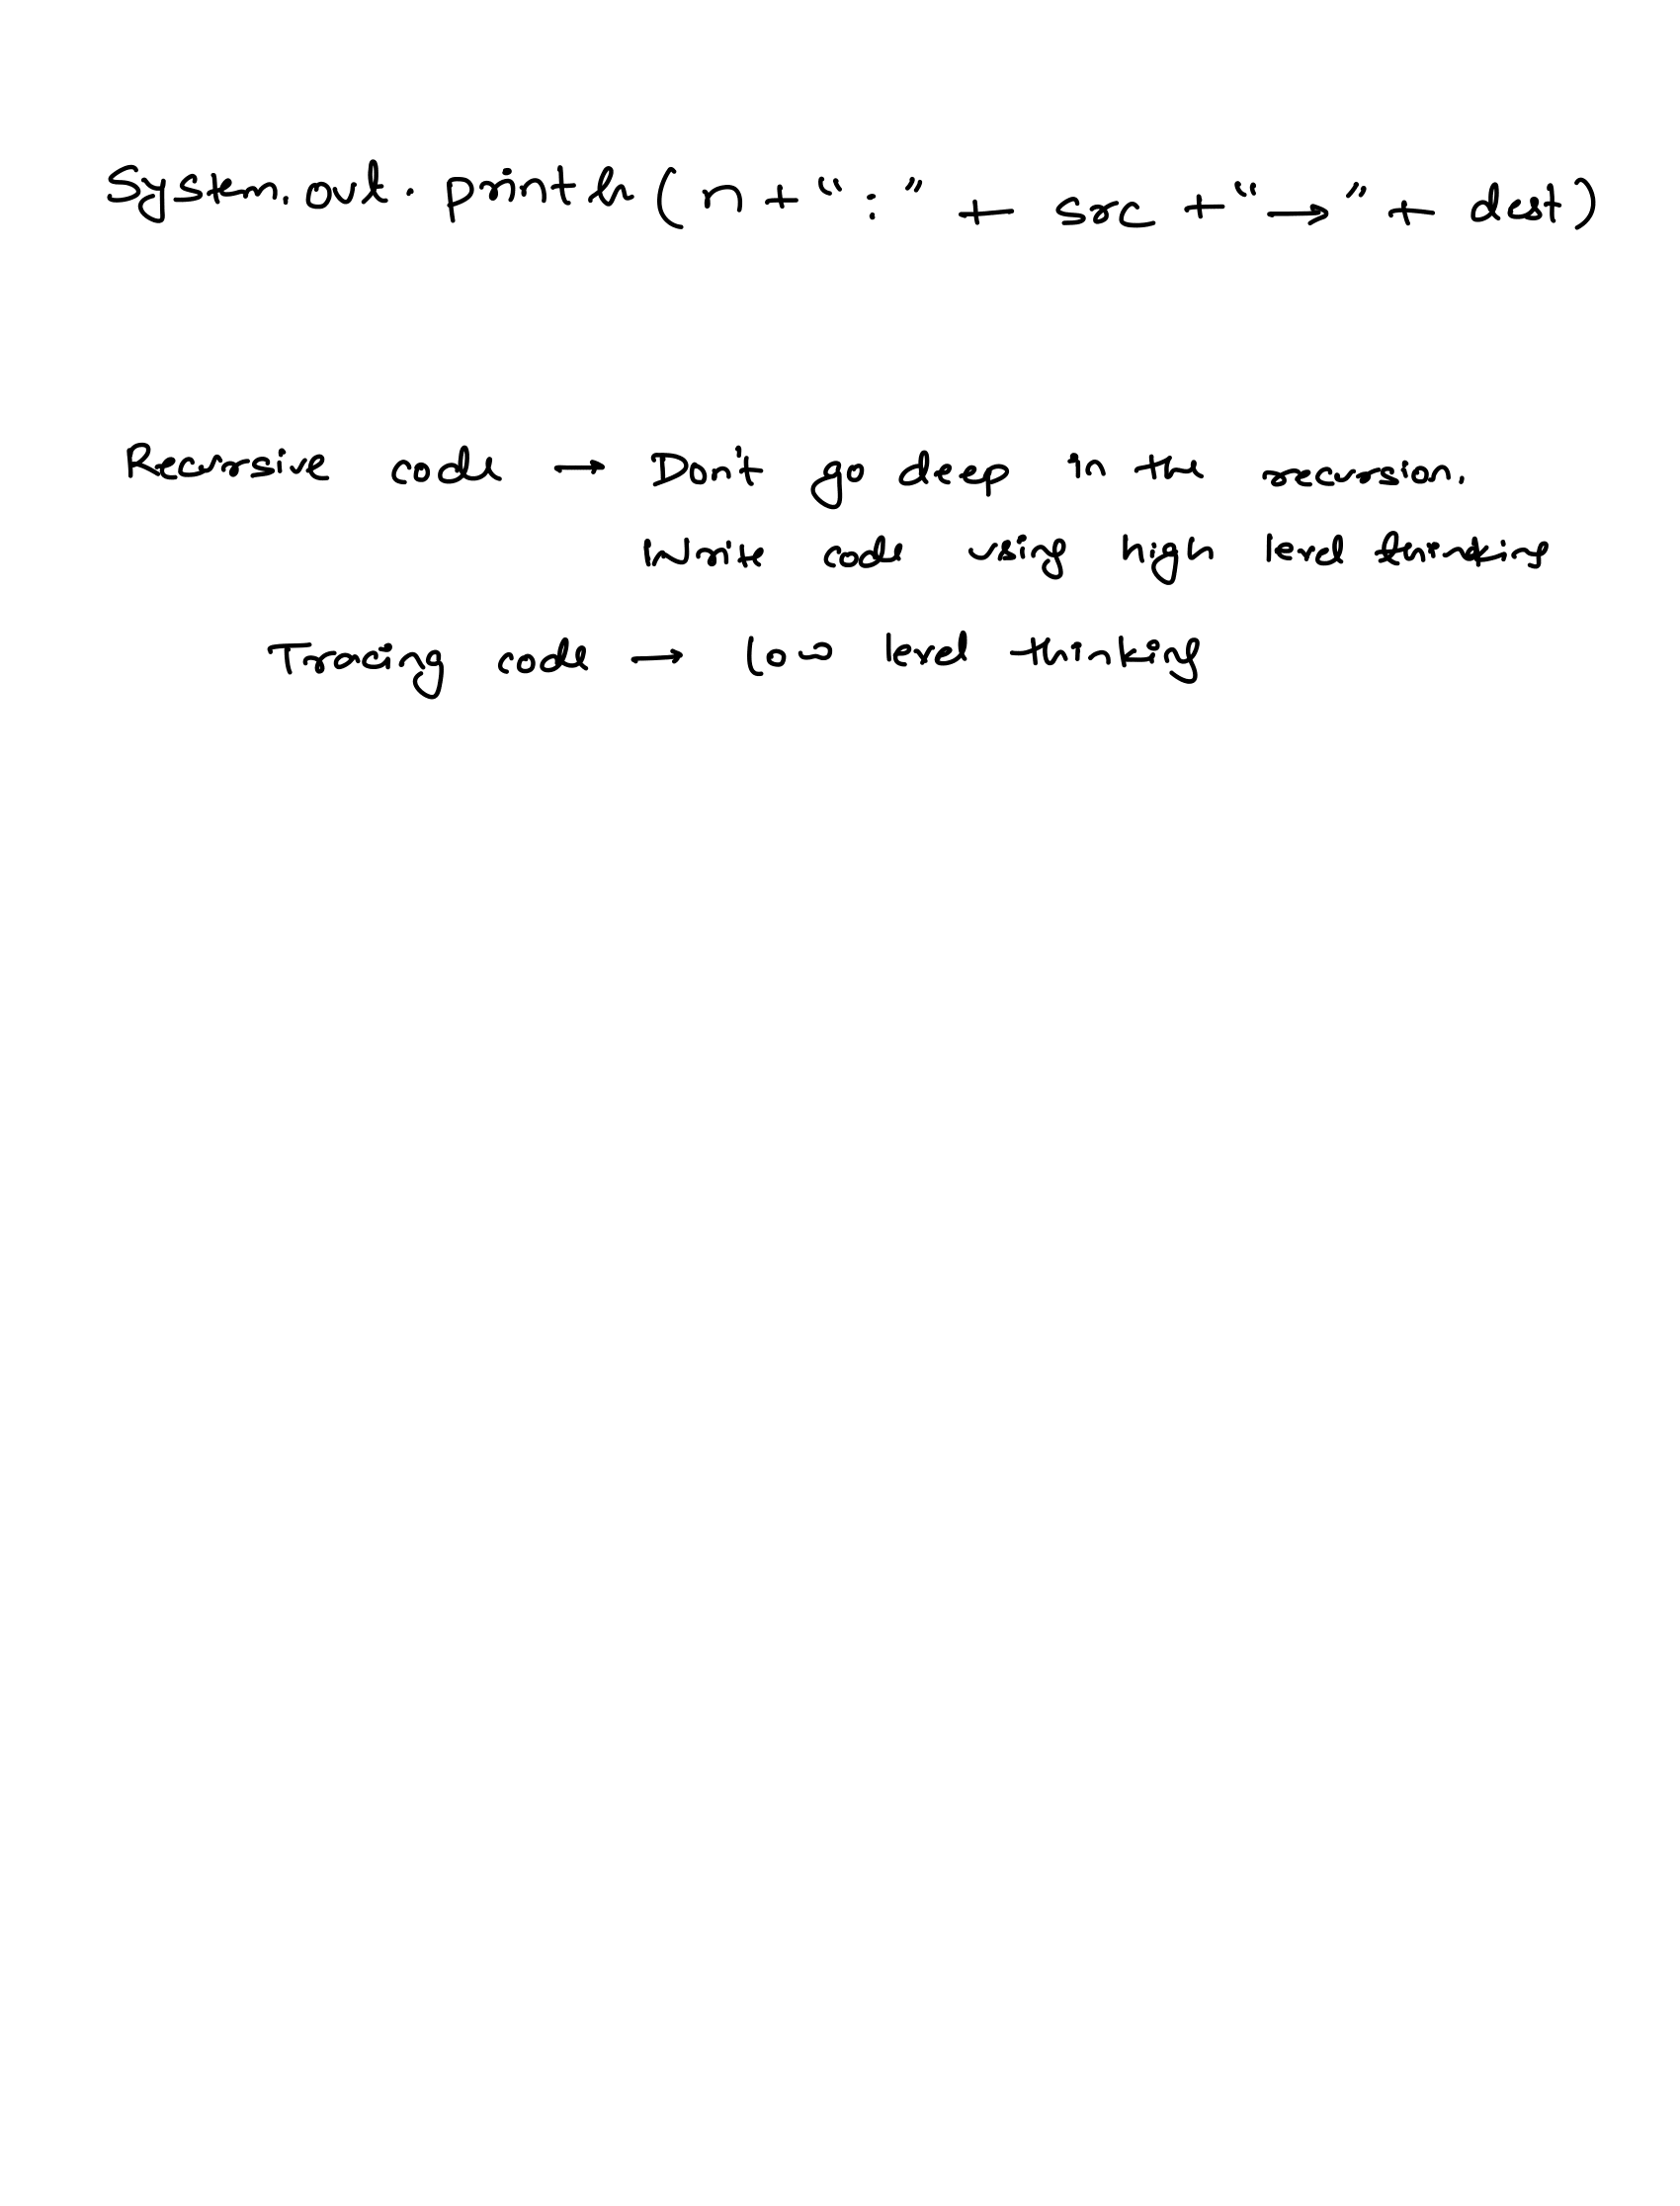 System.out.println(n+“:” + src +“→” + dest)
Recursive code → Don't go deep in the recursion.
Write code using high level thinking
Tracing code → low level thinking